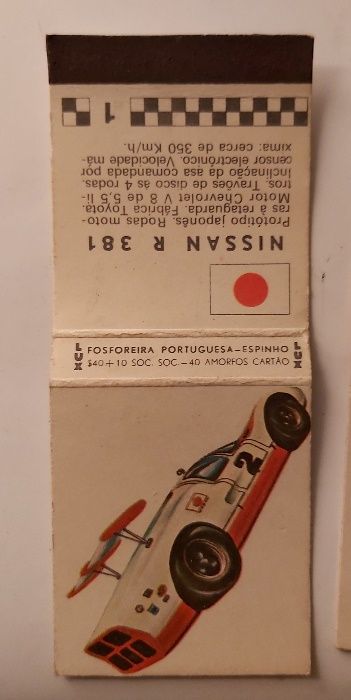 NISSAN R 381
Protótipo japonês. Rodas moto-
ras à retaguarda. Fábrica Toyota.
Motor Chevrolet V 8 de 5,5 li-
tros. Travões de disco às 4 rodas.
Inclinação da asa comandada por
censor electrónico. Velocidade má-
xima: cerca de 350 Km/h.
1
LUX
FOSFOREIRA PORTUGUESA—ESPINHO
$40+10 SOC. SOC.—40 AMORFOS CARTÃO
LUX
2